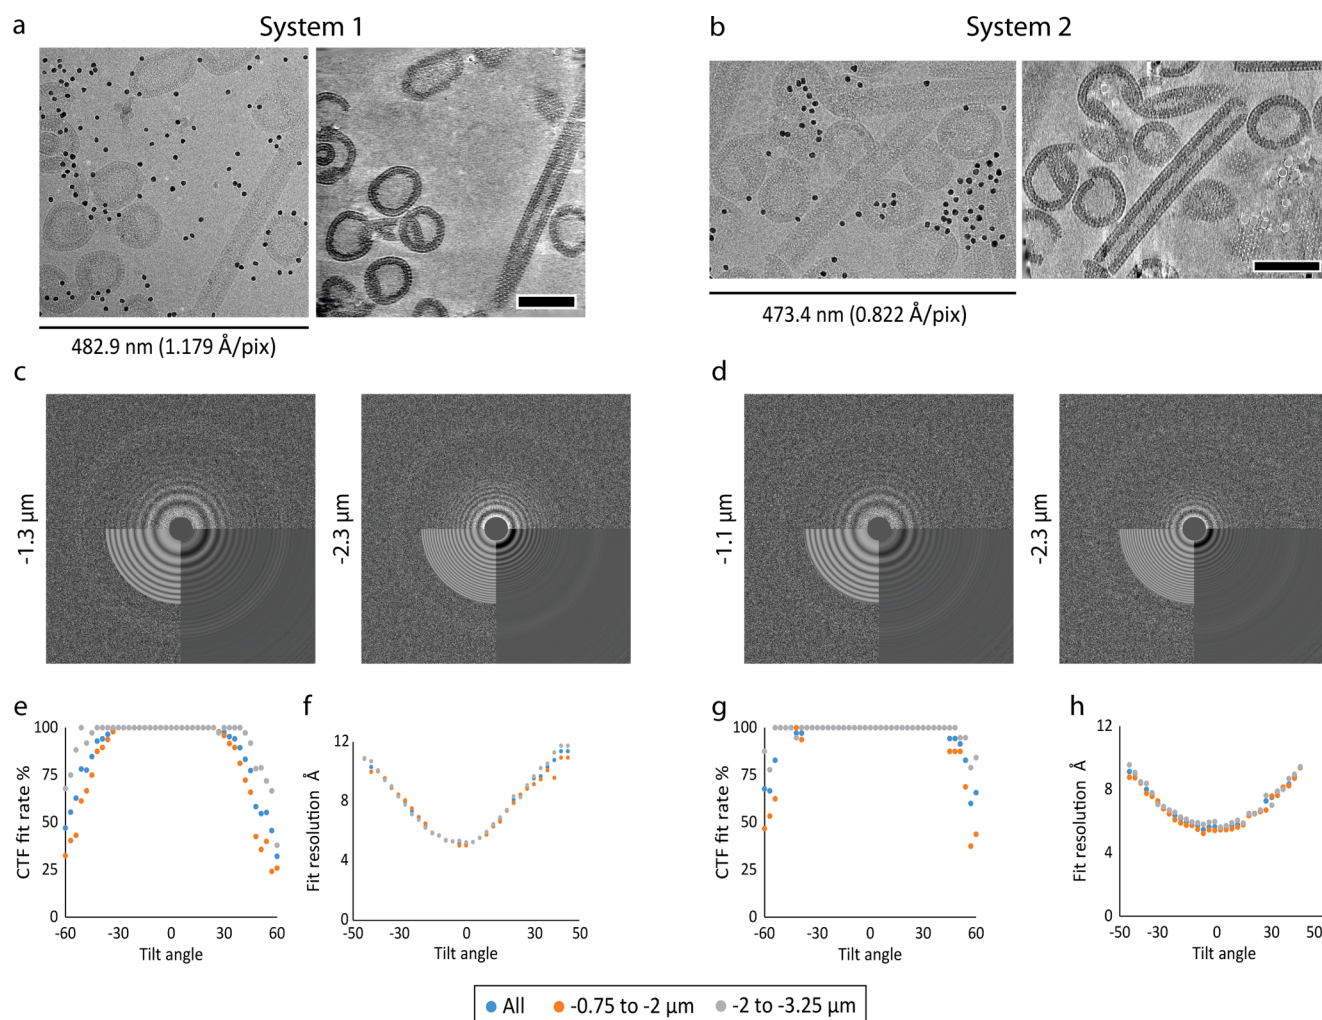 a System 1
b System 2
482.9 nm (1.179 Å/pix)
473.4 nm (0.822 Å/pix)
c
d
-1.3 µm
-2.3 µm
-1.1 µm
-2.3 µm
e
100
75
50
25
0
CTF fit rate %
-60 -30 0 30 60
Tilt angle
f
12
8
4
0
Fit resolution Å
-50 -30 0 30 50
Tilt angle
g
100
75
50
25
0
CTF fit rate %
-60 -30 0 30 60
Tilt angle
h
12
8
4
0
Fit resolution Å
-50 -30 0 30 50
Tilt angle
All -0.75 to -2 µm -2 to -3.25 µm